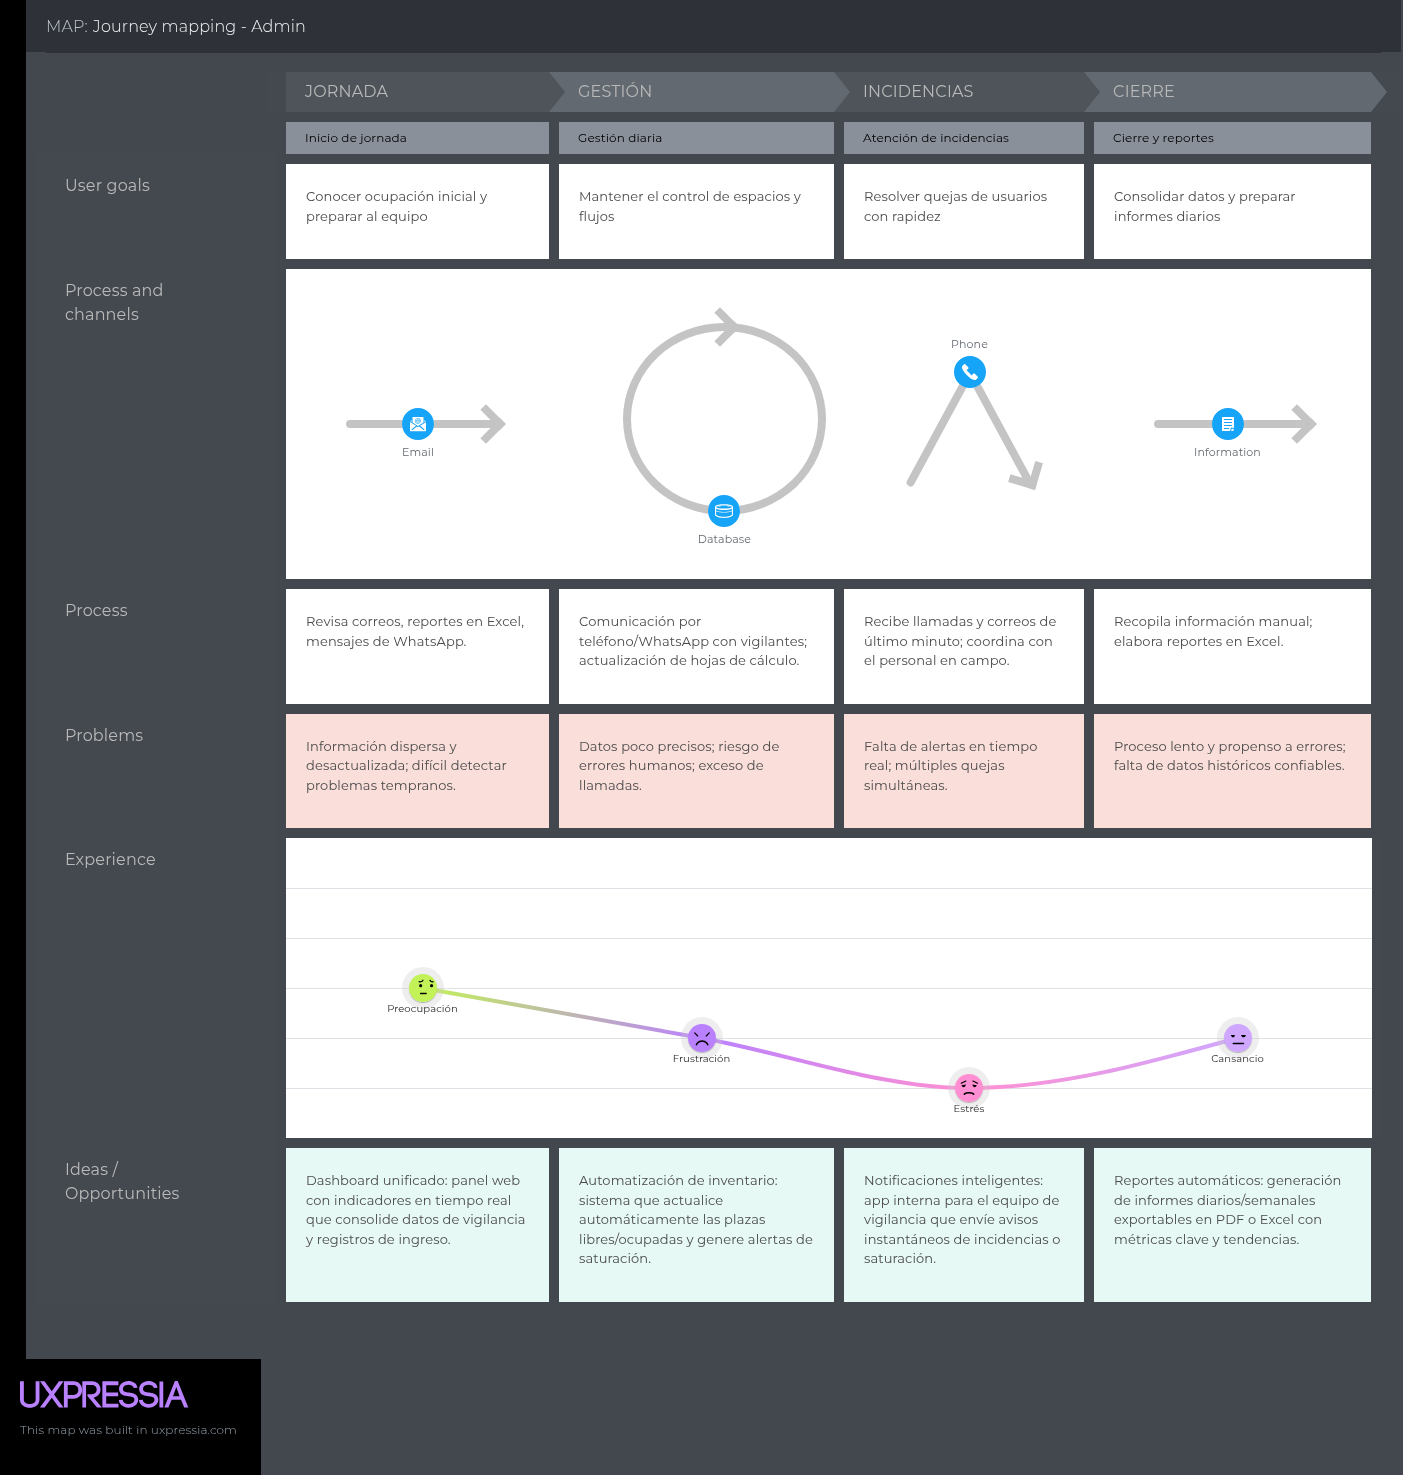 MAP: Journey mapping - Admin
JORNADA
GESTIÓN
INCIDENCIAS
CIERRE
Inicio de jornada
Gestión diaria
Atención de incidencias
Cierre y reportes
User goals
Conocer ocupación inicial y
preparar al equipo
Mantener el control de espacios y
flujos
Resolver quejas de usuarios
con rapidez
Consolidar datos y preparar
informes diarios
Process and
channels
Email
Database
Phone
Information
Process
Revisa correos, reportes en Excel,
mensajes de WhatsApp.
Comunicación por
teléfono/WhatsApp con vigilantes;
actualización de hojas de cálculo.
Recibe llamadas y correos de
último minuto; coordina con
el personal en campo.
Recopila información manual;
elabora reportes en Excel.
Problems
Información dispersa y
desactualizada; difícil detectar
problemas tempranos.
Datos poco precisos; riesgo de
errores humanos; exceso de
llamadas.
Falta de alertas en tiempo
real; múltiples quejas
simultáneas.
Proceso lento y propenso a errores;
falta de datos históricos confiables.
Experience
Preocupación
Frustración
Estrés
Cansancio
Ideas /
Opportunities
Dashboard unificado: panel web
con indicadores en tiempo real
que consolide datos de vigilancia
y registros de ingreso.
Automatización de inventario:
sistema que actualice
automáticamente las plazas
libres/ocupadas y genere alertas de
saturación.
Notificaciones inteligentes:
app interna para el equipo de
vigilancia que envíe avisos
instantáneos de incidencias o
saturación.
Reportes automáticos: generación
de informes diarios/semanales
exportables en PDF o Excel con
métricas clave y tendencias.
UXPRESSIA
This map was built in uxpressia.com